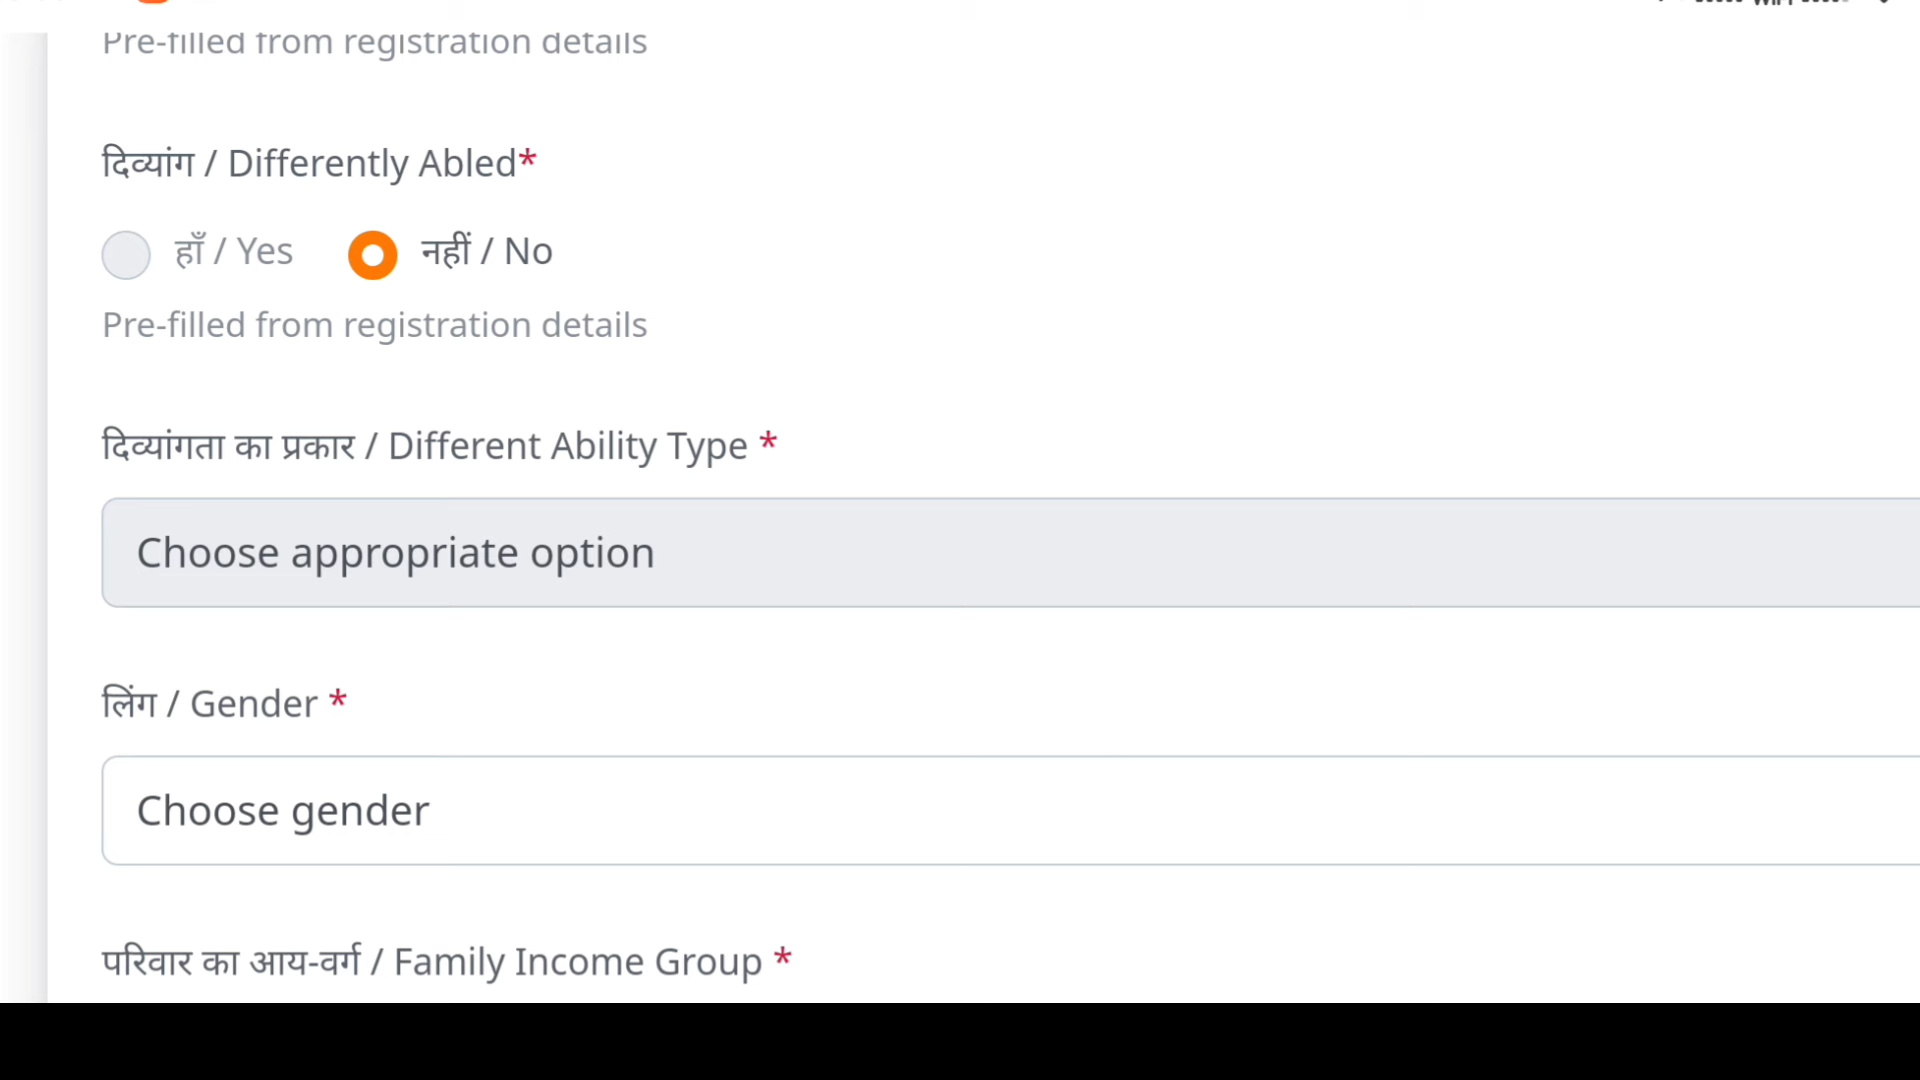 Pre-filled from registration details
दिव्यांग / Differently Abled*
हाँ / Yes नहीं / No
Pre-filled from registration details
दिव्यांगता का प्रकार / Different Ability Type *
Choose appropriate option
लिंग / Gender *
Choose gender
परिवार का आय-वर्ग / Family Income Group *